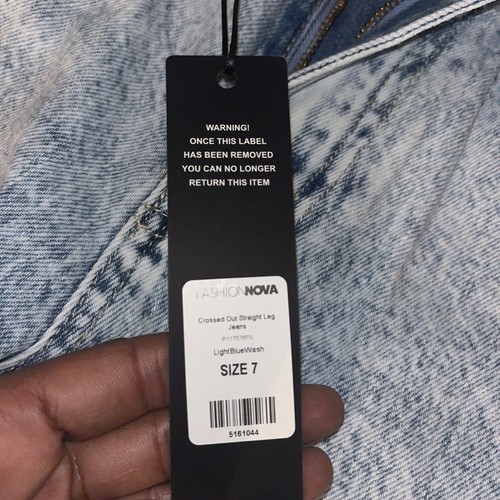 WARNING!
ONCE THIS LABEL
HAS BEEN REMOVED
YOU CAN NO LONGER
RETURN THIS ITEM
FASHIONNOVA
Crossed Out Streight Leg
Jeans
LightBlueWash
SIZE 7
5161044